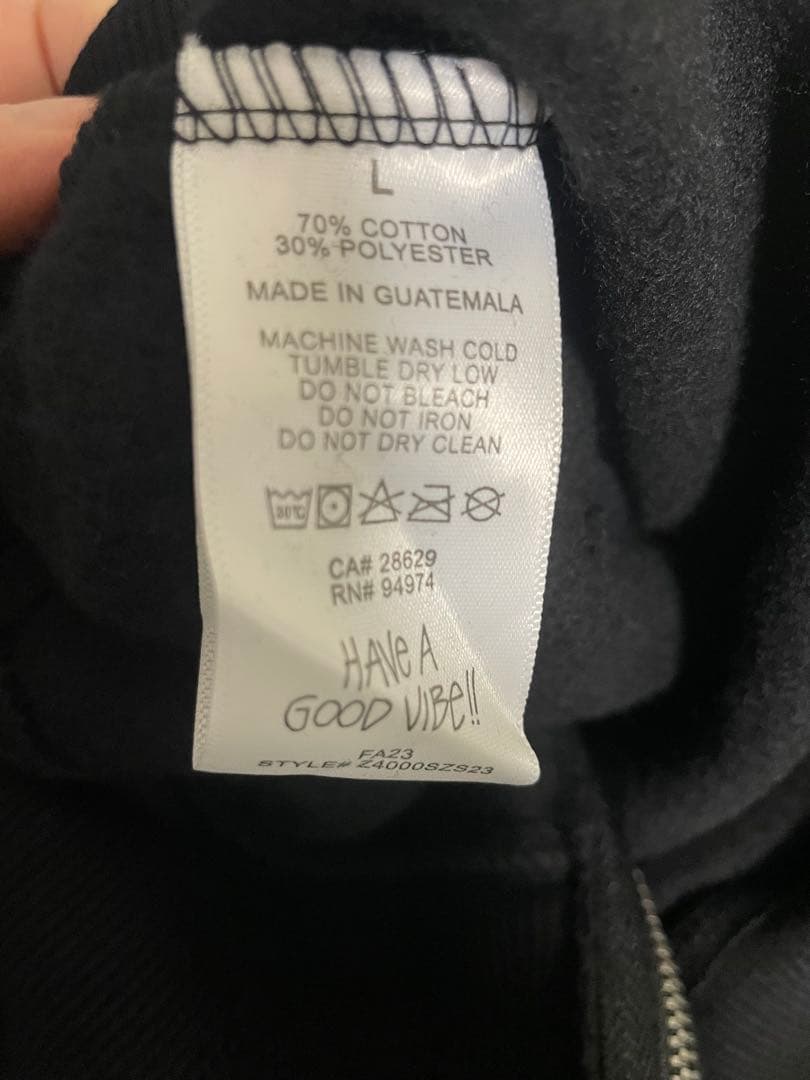 L
70% COTTON
30% POLYESTER
MADE IN GUATEMALA
MACHINE WASH COLD
TUMBLE DRY LOW
DO NOT BLEACH
DO NOT IRON
DO NOT DRY CLEAN
30°C
CA# 28629
RN# 94974
HAVE A
GOOD VIBE!!
FA23
STYLE# Z4000SZS23